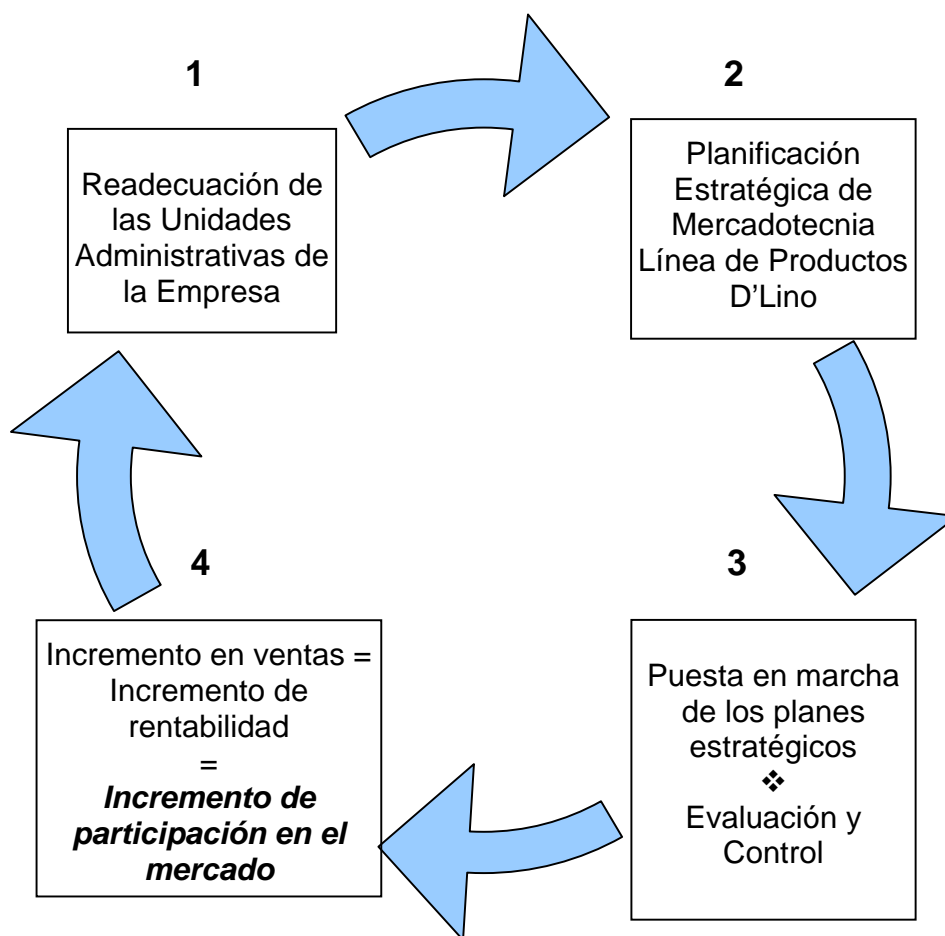 1
Readecuación de
las Unidades
Administrativas de
la Empresa
2
Planificación
Estratégica de
Mercadotecnia
Línea de Productos
D’Lino
3
Puesta en marcha
de los planes
estratégicos
❖
Evaluación y
Control
4
Incremento en ventas =
Incremento de
rentabilidad
=
Incremento de
participación en el
mercado